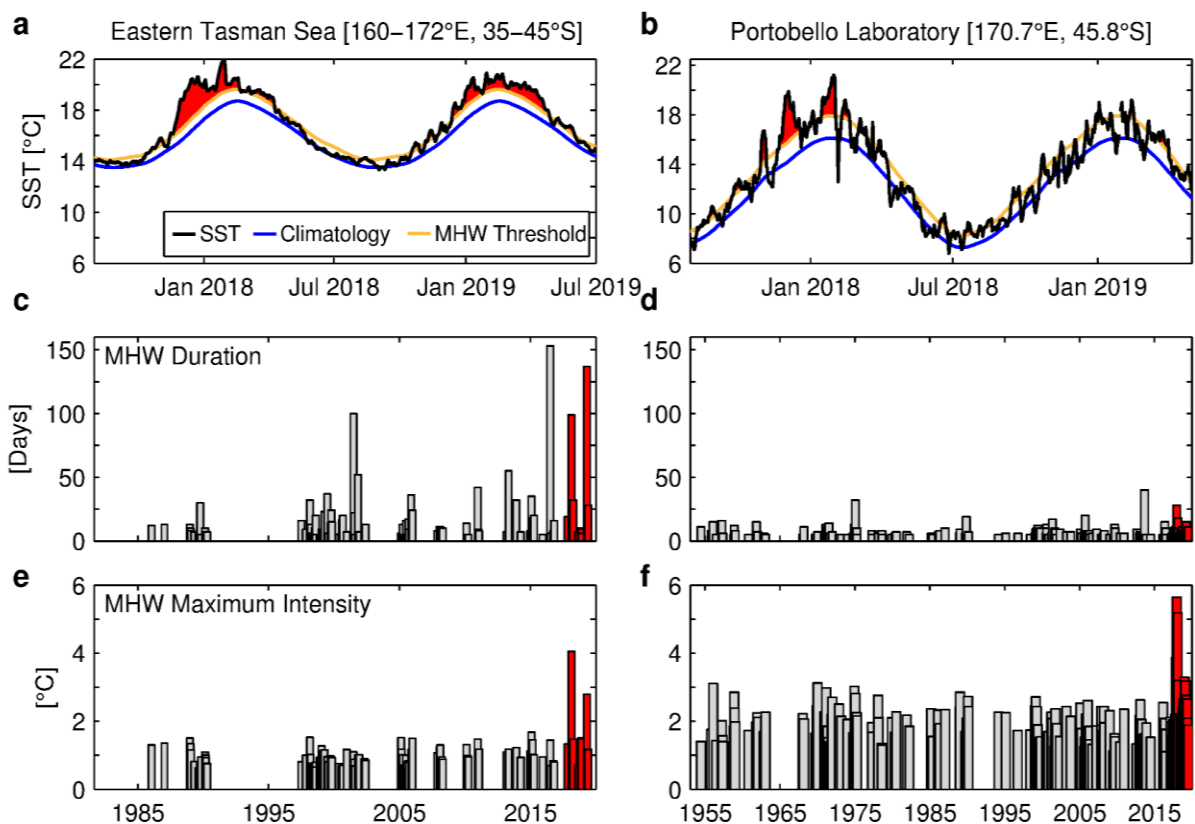 a
Eastern Tasman Sea [160−172°E, 35−45°S]
b
Portobello Laboratory [170.7°E, 45.8°S]
SST [°C]
22
18
14
10
6
SST
Climatology
MHW Threshold
Jan 2018
Jul 2018
Jan 2019
Jul 2019
22
18
14
10
6
Jan 2018
Jul 2018
Jan 2019
c
MHW Duration
[Days]
150
100
50
0
d
150
100
50
0
e
MHW Maximum Intensity
[°C]
6
4
2
0
1985
1995
2005
2015
f
6
4
2
0
1955
1965
1975
1985
1995
2005
2015